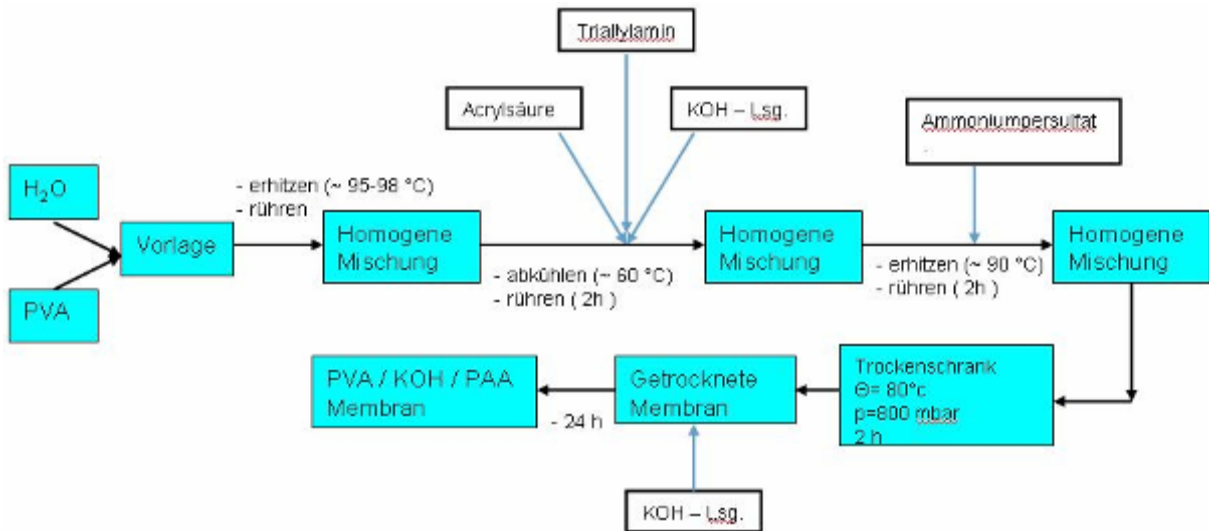 Triallylamin
Acrylsäure
KOH – Lsg.
Ammoniumpersulfat
.
H₂O
- erhitzen (~ 95-98 °C)
- rühren
Vorlage
Homogene
Mischung
Homogene
Mischung
Homogene
Mischung
- abkühlen (~ 60 °C)
- rühren ( 2h )
- erhitzen (~ 90 °C)
- rühren ( 2h )
PVA
PVA / KOH / PAA
Membran
- 24 h
Getrocknete
Membran
Trockenschrank
Θ= 80°c
p=800 mbar
2 h
KOH – Lsg.